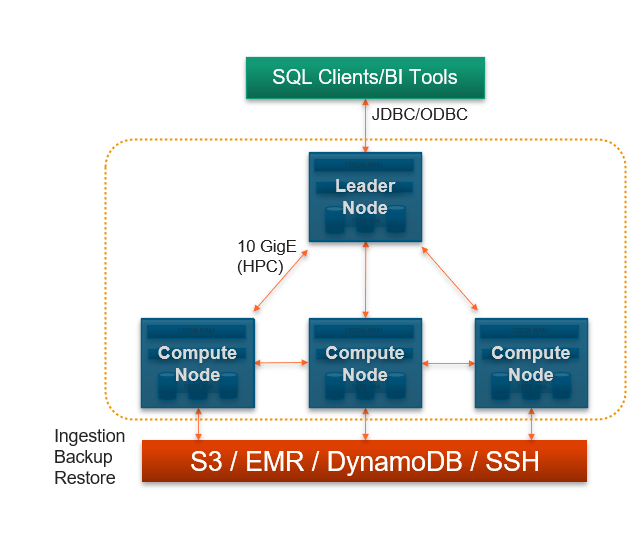 SQL Clients/BI Tools
JDBC/ODBC
Leader
Node
10 GigE
(HPC)
Compute
Node
Compute
Node
Compute
Node
Ingestion
Backup
Restore
S3 / EMR / DynamoDB / SSH